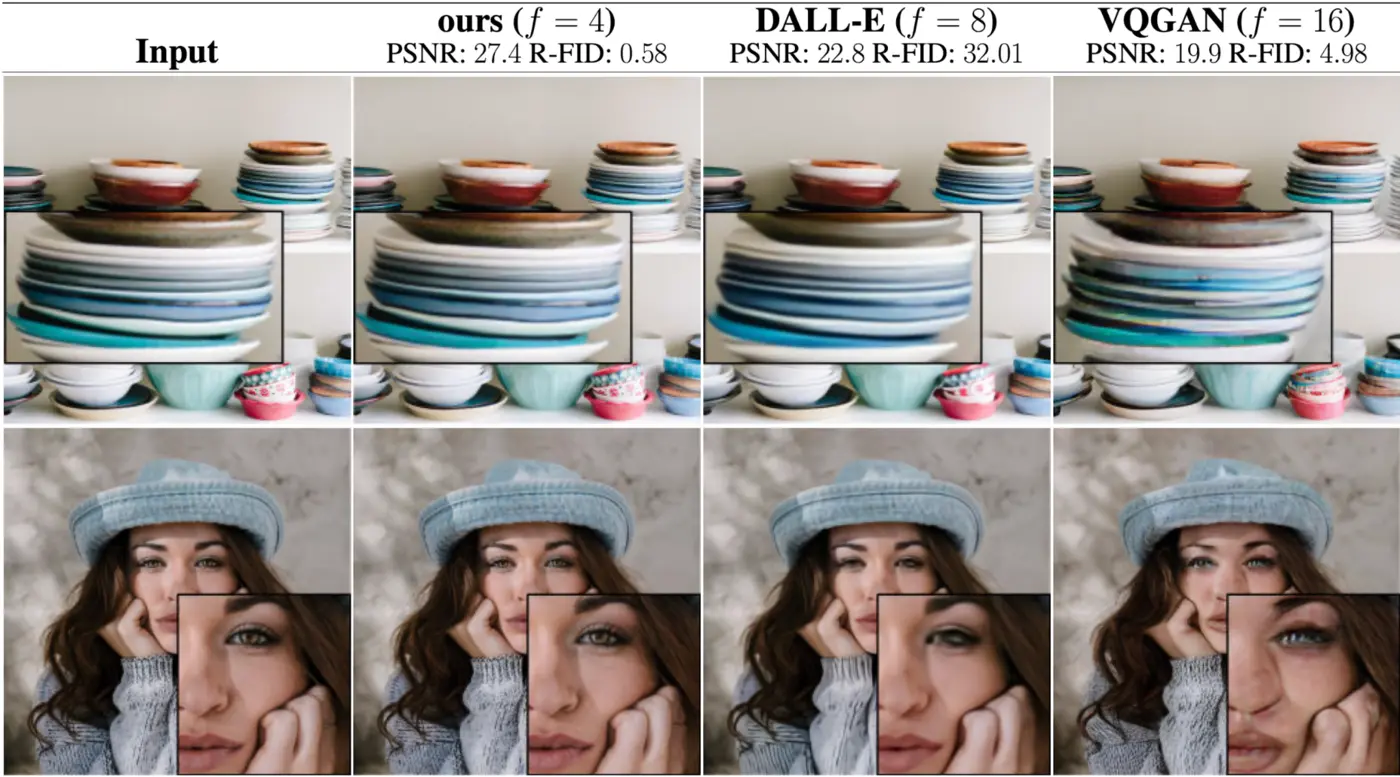 Input
ours (f = 4)
PSNR: 27.4 R-FID: 0.58
DALL-E (f = 8)
PSNR: 22.8 R-FID: 32.01
VQGAN (f = 16)
PSNR: 19.9 R-FID: 4.98